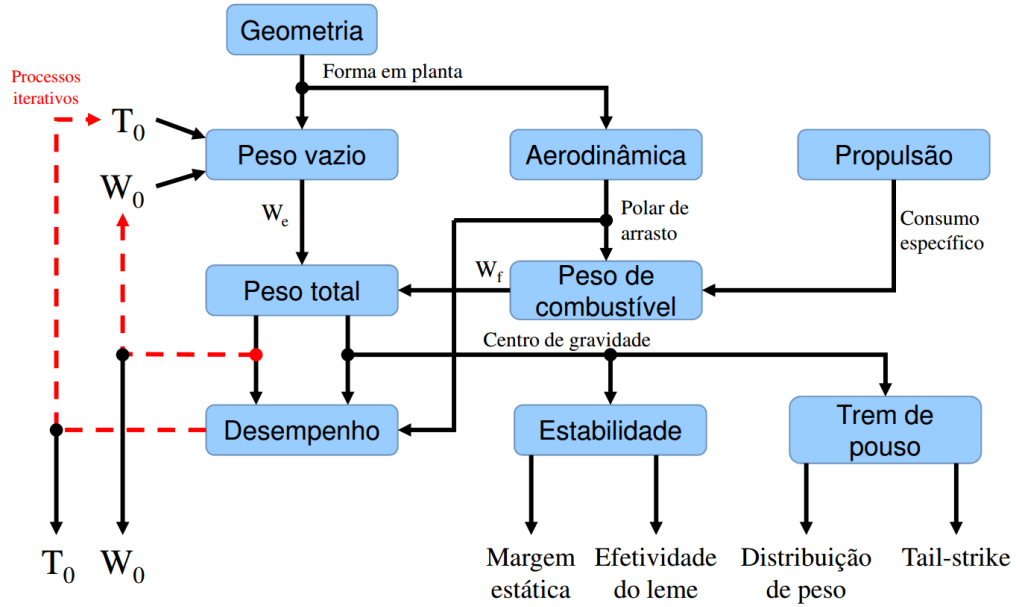 Geometria
Forma em planta
Processos
iterativos
T₀
Peso vazio
Aerodinâmica
Propulsão
W₀
Wₑ
Polar de
arrasto
Consumo
específico
Peso total
W_f
Peso de
combustível
Centro de gravidade
Desempenho
Estabilidade
Trem de
pouso
T₀
W₀
Margem
estática
Efetividade
do leme
Distribuição
de peso
Tail-strike